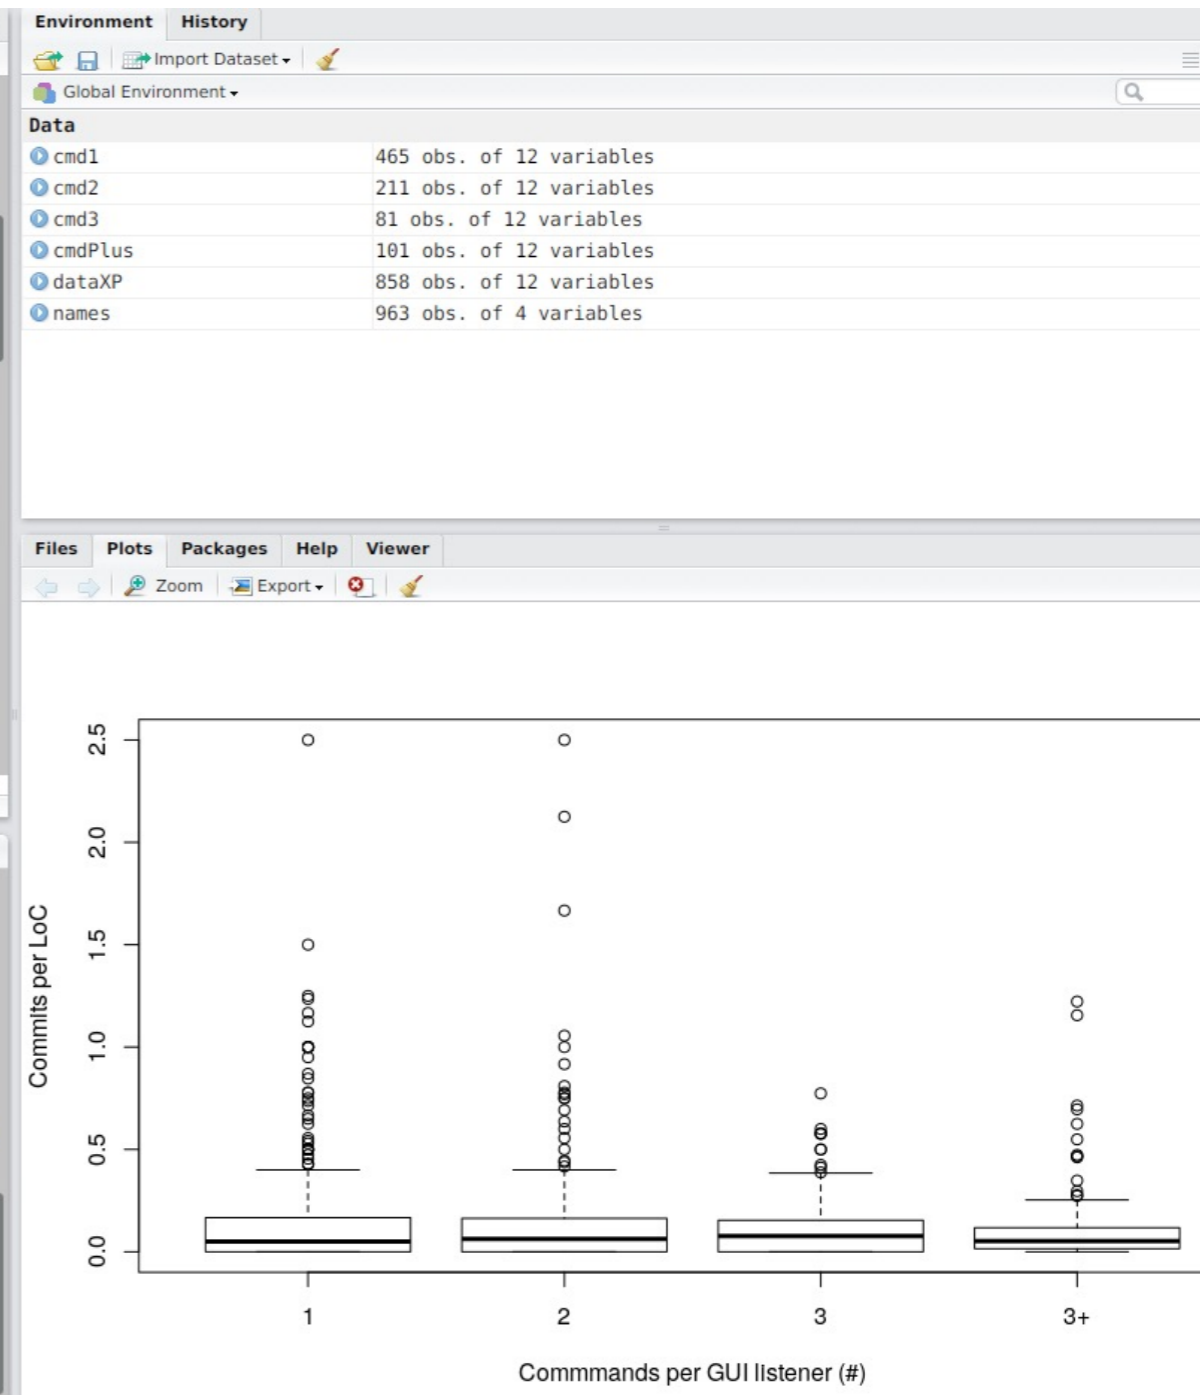 Environment History
Import Dataset
Global Environment
Data
cmd1 465 obs. of 12 variables
cmd2 211 obs. of 12 variables
cmd3 81 obs. of 12 variables
cmdPlus 101 obs. of 12 variables
dataXP 858 obs. of 12 variables
names 963 obs. of 4 variables
Files Plots Packages Help Viewer
Zoom Export
2.5
2.0
1.5
1.0
0.5
0.0
Commits per LoC
1 2 3 3+
Commmands per GUI listener (#)